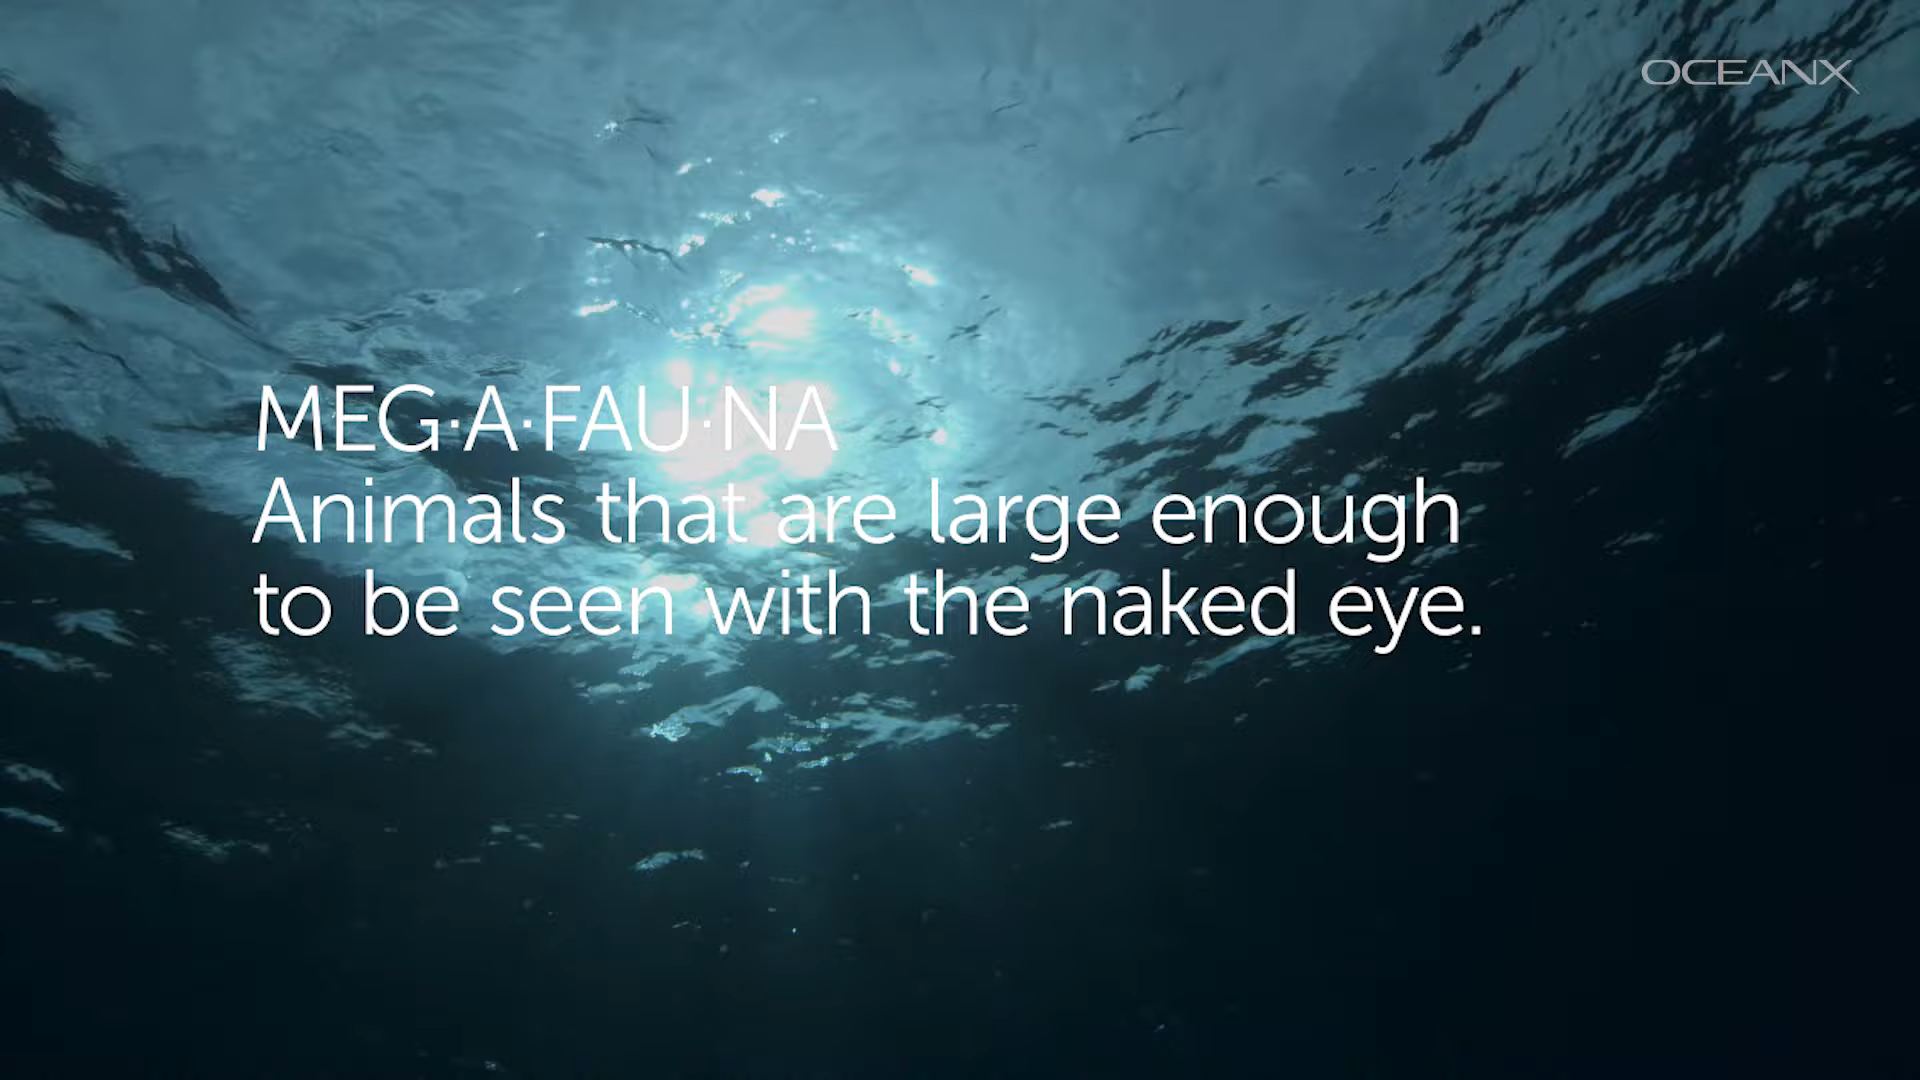 OCEANX
MEG·A·FAU·NA
Animals that are large enough
to be seen with the naked eye.